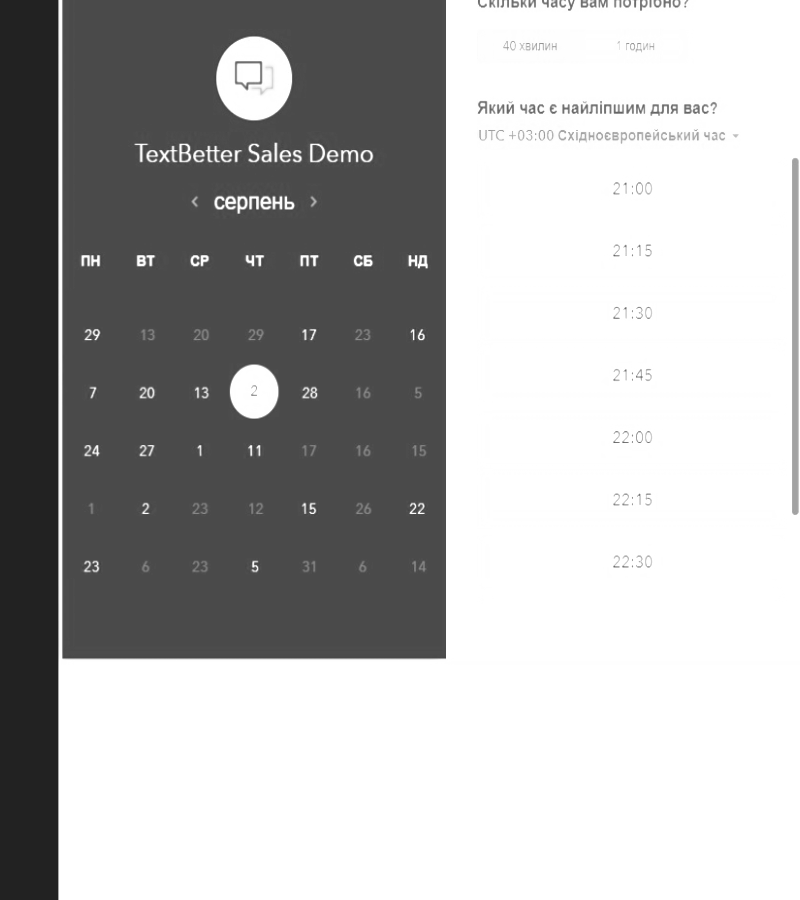 TextBetter Sales Demo
‹ серпень ›
ПН ВТ СР ЧТ ПТ СБ НД
29 13 20 29 17 23 16
7 20 13 2 28 16 5
24 27 1 11 17 16 15
1 2 23 12 15 26 22
23 6 23 5 31 6 14
Скільки часу вам потрібно?
40 хвилин 1 годин
Який час є найліпшим для вас?
UTC +03:00 Східноєвропейський час
21:00
21:15
21:30
21:45
22:00
22:15
22:30